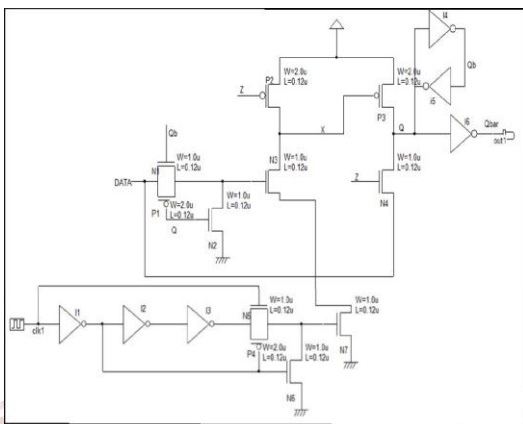 I4
W=2.0u
L=0.12u
P2
W=2.0u
L=0.12u
Qb
Z
P3
I5
I6
Qbar
out1
X
Q
Qb
W=1.0u
L=0.12u
N3
W=1.0u
L=0.12u
W=1.0u
L=0.12u
DATA
N1
Z
N4
W=1.0u
L=0.12u
P1
W=2.0u
L=0.12u
Q
N2
I1
I2
I3
W=1.0u
L=0.12u
N5
W=1.0u
L=0.12u
clk1
P4
W=2.0u
L=0.12u
W=1.0u
L=0.12u
N7
N6